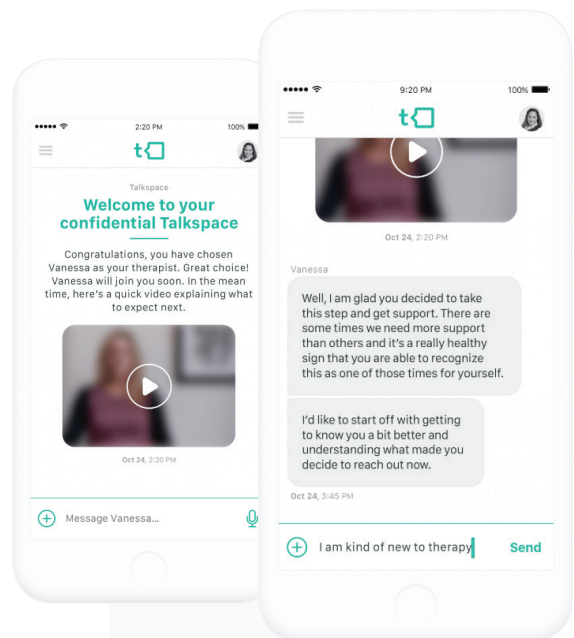 2:20 PM
100%
t
Talkspace
Welcome to your
confidential Talkspace
Congratulations, you have chosen
Vanessa as your therapist. Great choice!
Vanessa will join you soon. In the mean
time, here's a quick video explaining what
to expect next.
Oct 24, 2:20 PM
Message Vanessa...
9:20 PM
100%
t
Oct 24, 2:20 PM
Vanessa
Well, I am glad you decided to take
this step and get support. There are
some times we need more support
than others and it's a really healthy
sign that you are able to recognize
this as one of those times for yourself.
I'd like to start off with getting
to know you a bit better and
understanding what made you
decide to reach out now.
Oct 24, 3:45 PM
I am kind of new to therapy
Send